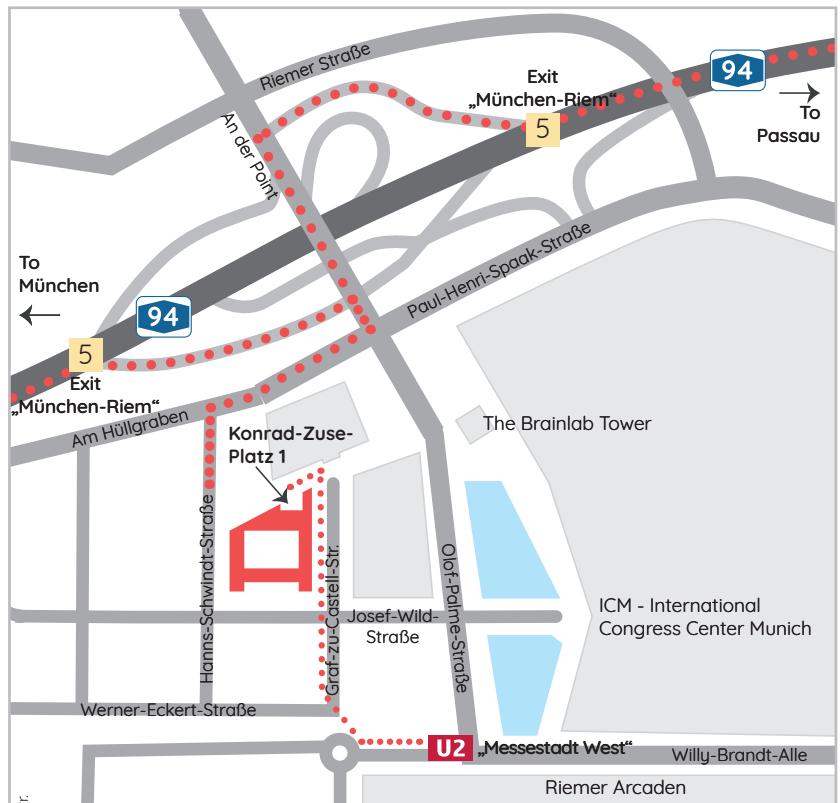 Riemer Straße
Exit
„München-Riem“
94
5
To
Passau
An der Point
To
München
94
5
Exit
„München-Riem“
Paul-Henri-Spaak-Straße
Am Hüllgraben
Konrad-Zuse-
Platz 1
The Brainlab Tower
Hanns-Schwindt-Straße
Graf-zu-Castell-Str.
Olof-Palme-Straße
Josef-Wild-
Straße
ICM - International
Congress Center Munich
Werner-Eckert-Straße
U2
„Messestadt West“
Willy-Brandt-Alle
Riemer Arcaden